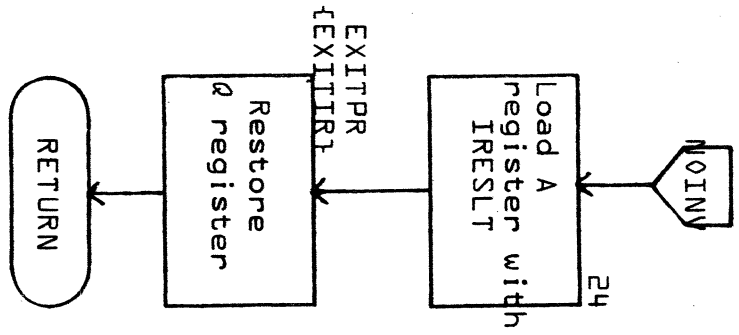 NOINV
24
Load A
register with
IRESLT
EXITPR
{EXITIR}
Restore
Q register
RETURN